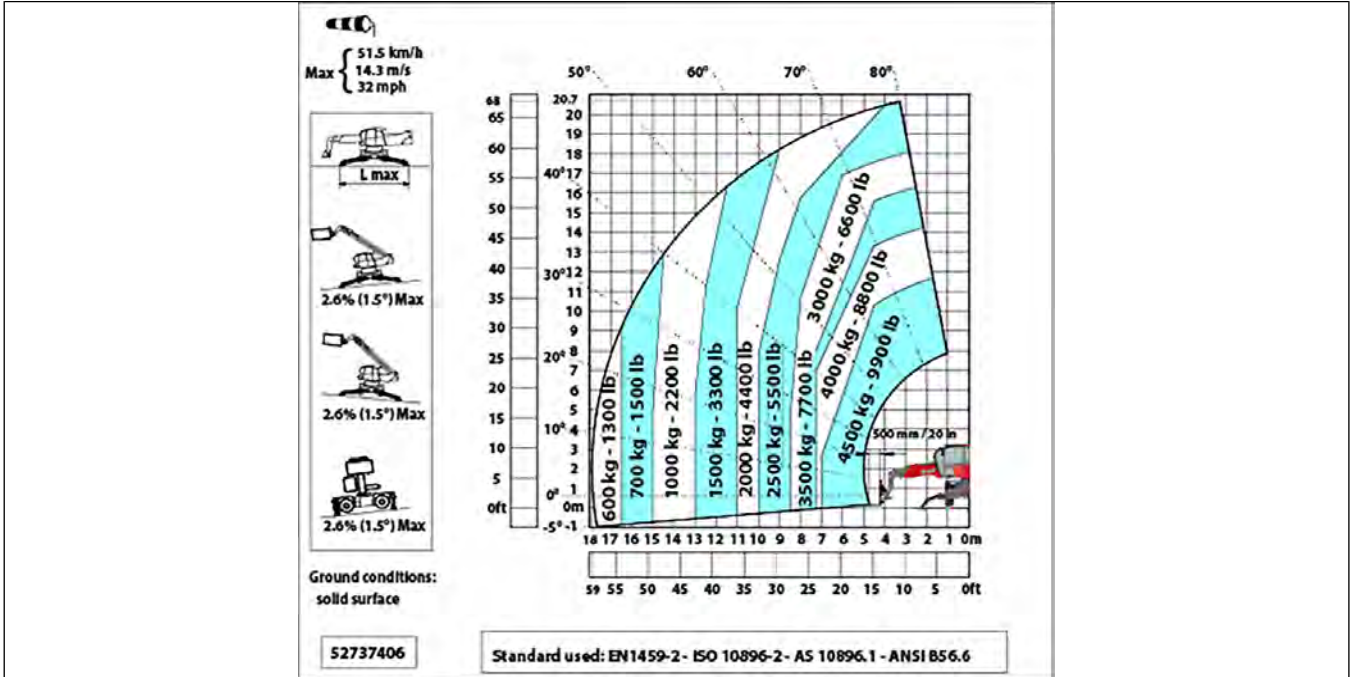 Max { 51.5 km/h
14.3 m/s
32 mph
L max
2.6% (1.5°) Max
2.6% (1.5°) Max
2.6% (1.5°) Max
Ground conditions:
solid surface
52737406
50° 60° 70° 80°
40°
30°
20°
10°
0°
-5°
68
65
60
55
50
45
40
35
30
25
20
15
10
5
0ft
20.7
20
19
18
17
16
15
14
13
12
11
10
9
8
7
6
5
4
3
2
1
0m
-1
600 kg - 1300 lb
700 kg - 1500 lb
1000 kg - 2200 lb
1500 kg - 3300 lb
2000 kg - 4400 lb
2500 kg - 5500 lb
3500 kg - 7700 lb
3000 kg - 6600 lb
4000 kg - 8800 lb
4500 kg - 9900 lb
500 mm / 20 in
18 17 16 15 14 13 12 11 10 9 8 7 6 5 4 3 2 1 0m
59 55 50 45 40 35 30 25 20 15 10 5 0ft
Standard used: EN1459-2 - ISO 10896-2 - AS 10896.1 - ANSI B56.6